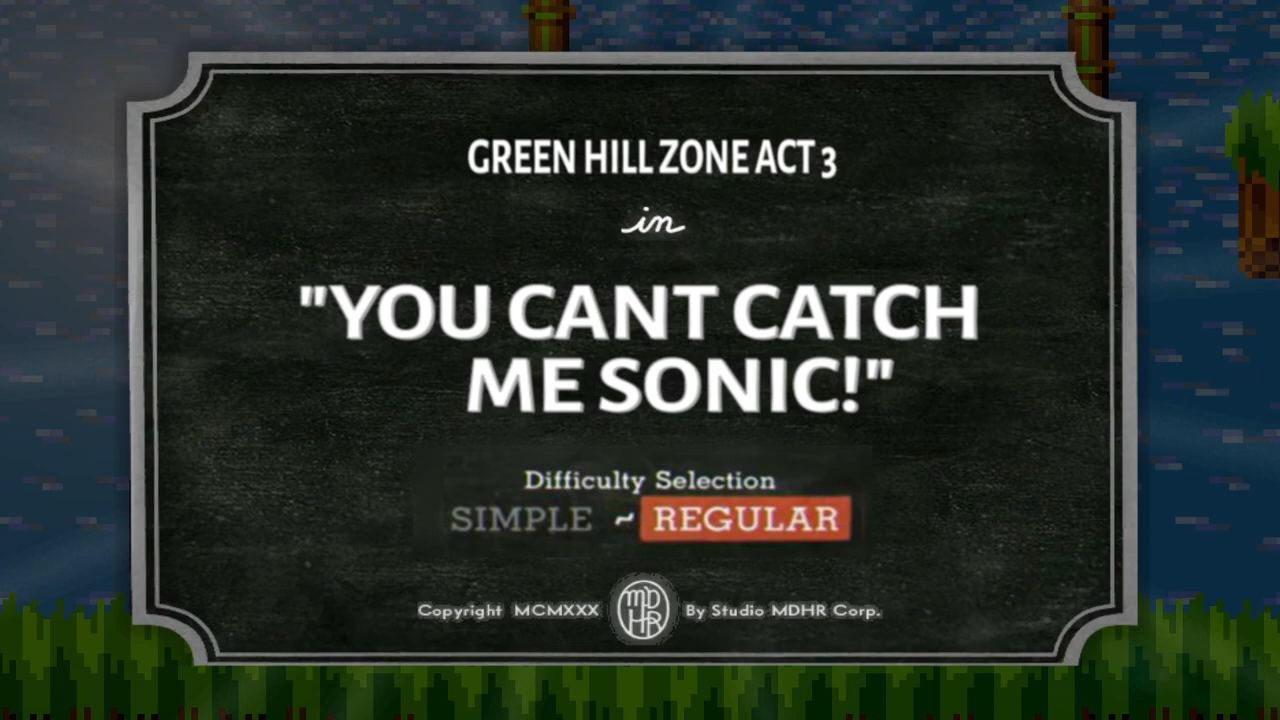 GREEN HILL ZONE ACT 3
in
"YOU CANT CATCH
ME SONIC!"
Difficulty Selection
SIMPLE ~ REGULAR
Copyright MCMXXX MDHR By Studio MDHR Corp.